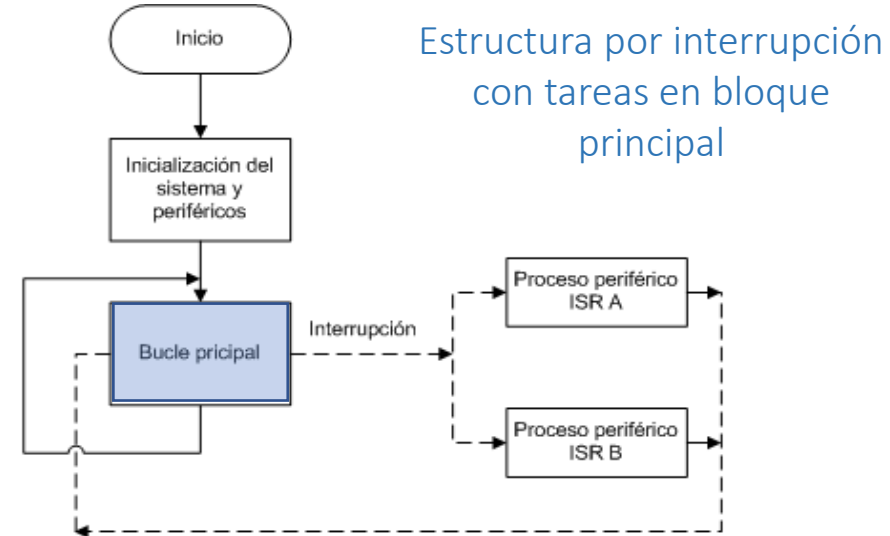 Inicio
Estructura por interrupción
con tareas en bloque
principal
Inicialización del
sistema y
periféricos
Bucle pricipal
Interrupción
Proceso periférico
ISR A
Proceso periférico
ISR B